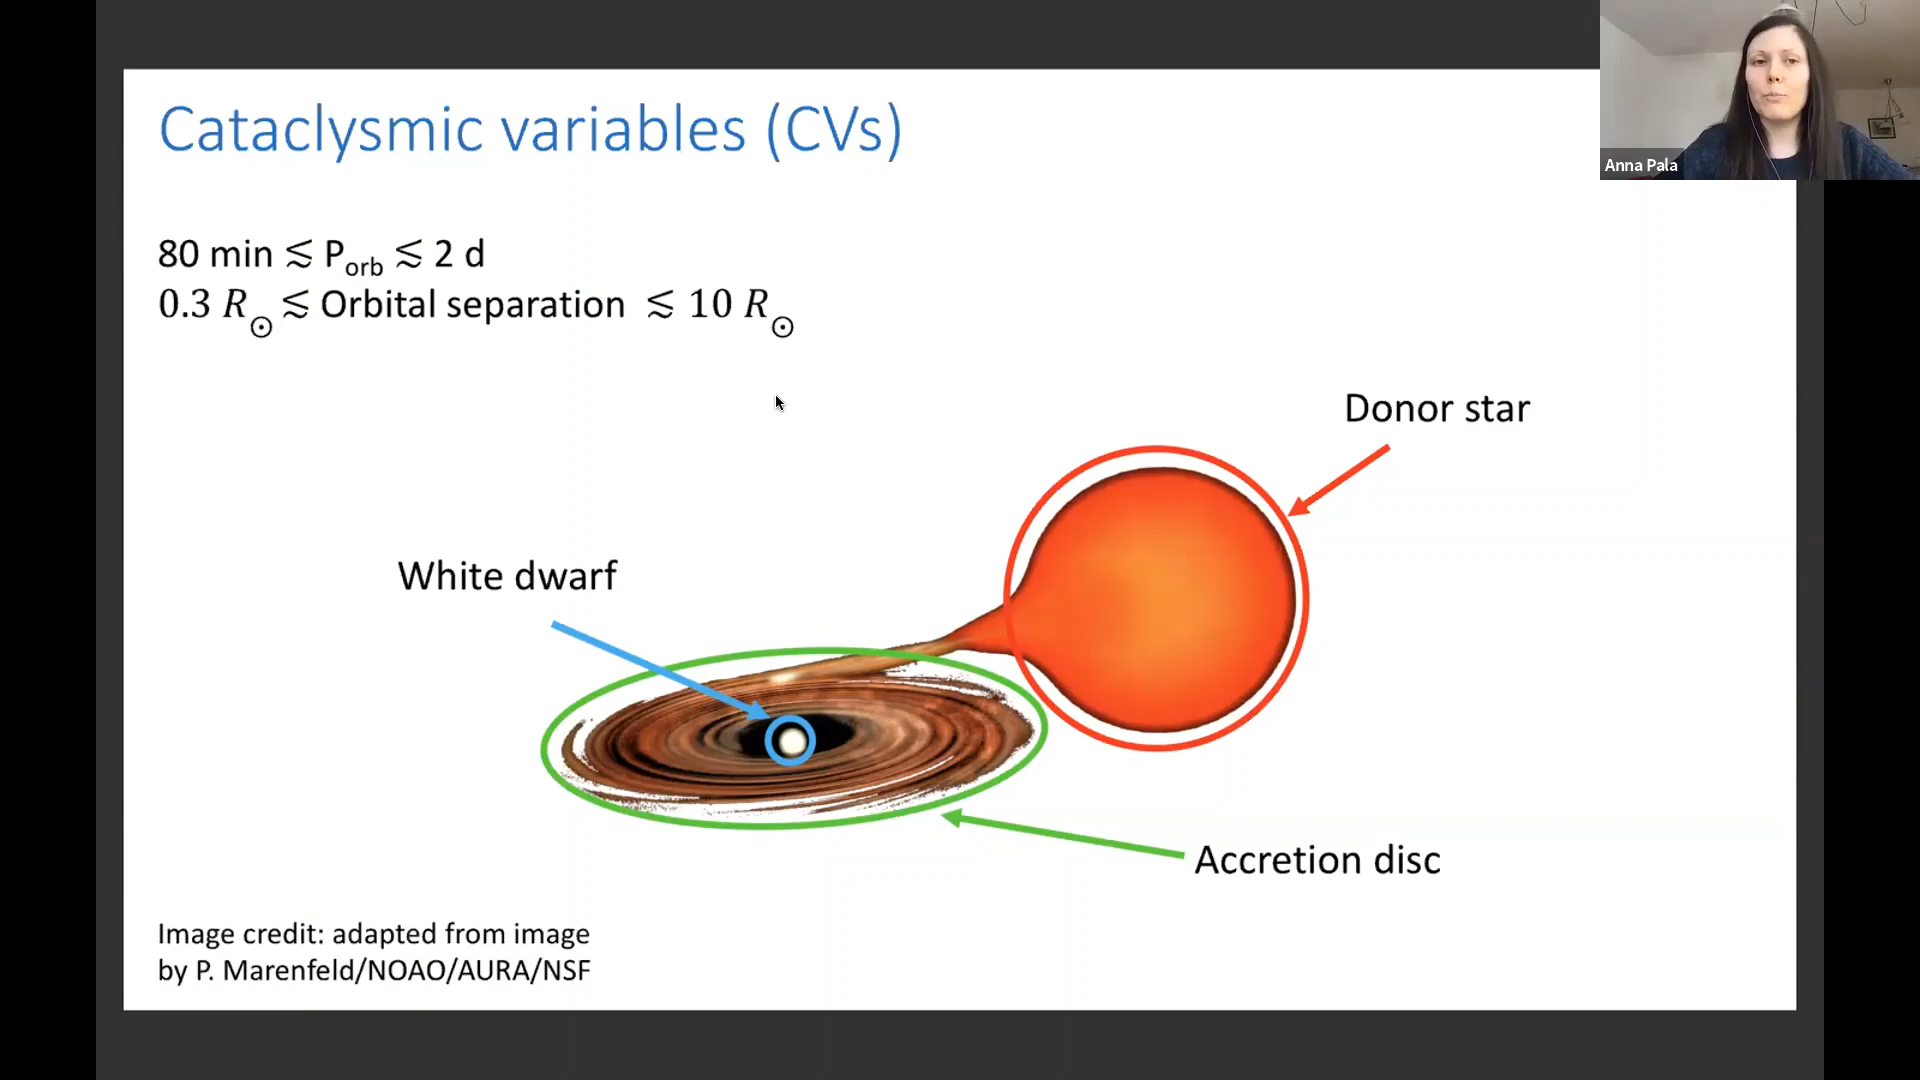 Cataclysmic variables (CVs)
Anna Pala
80 min ≲ P_orb ≲ 2 d
0.3 R_⊙ ≲ Orbital separation ≲ 10 R_⊙
Donor star
White dwarf
Accretion disc
Image credit: adapted from image
by P. Marenfeld/NOAO/AURA/NSF